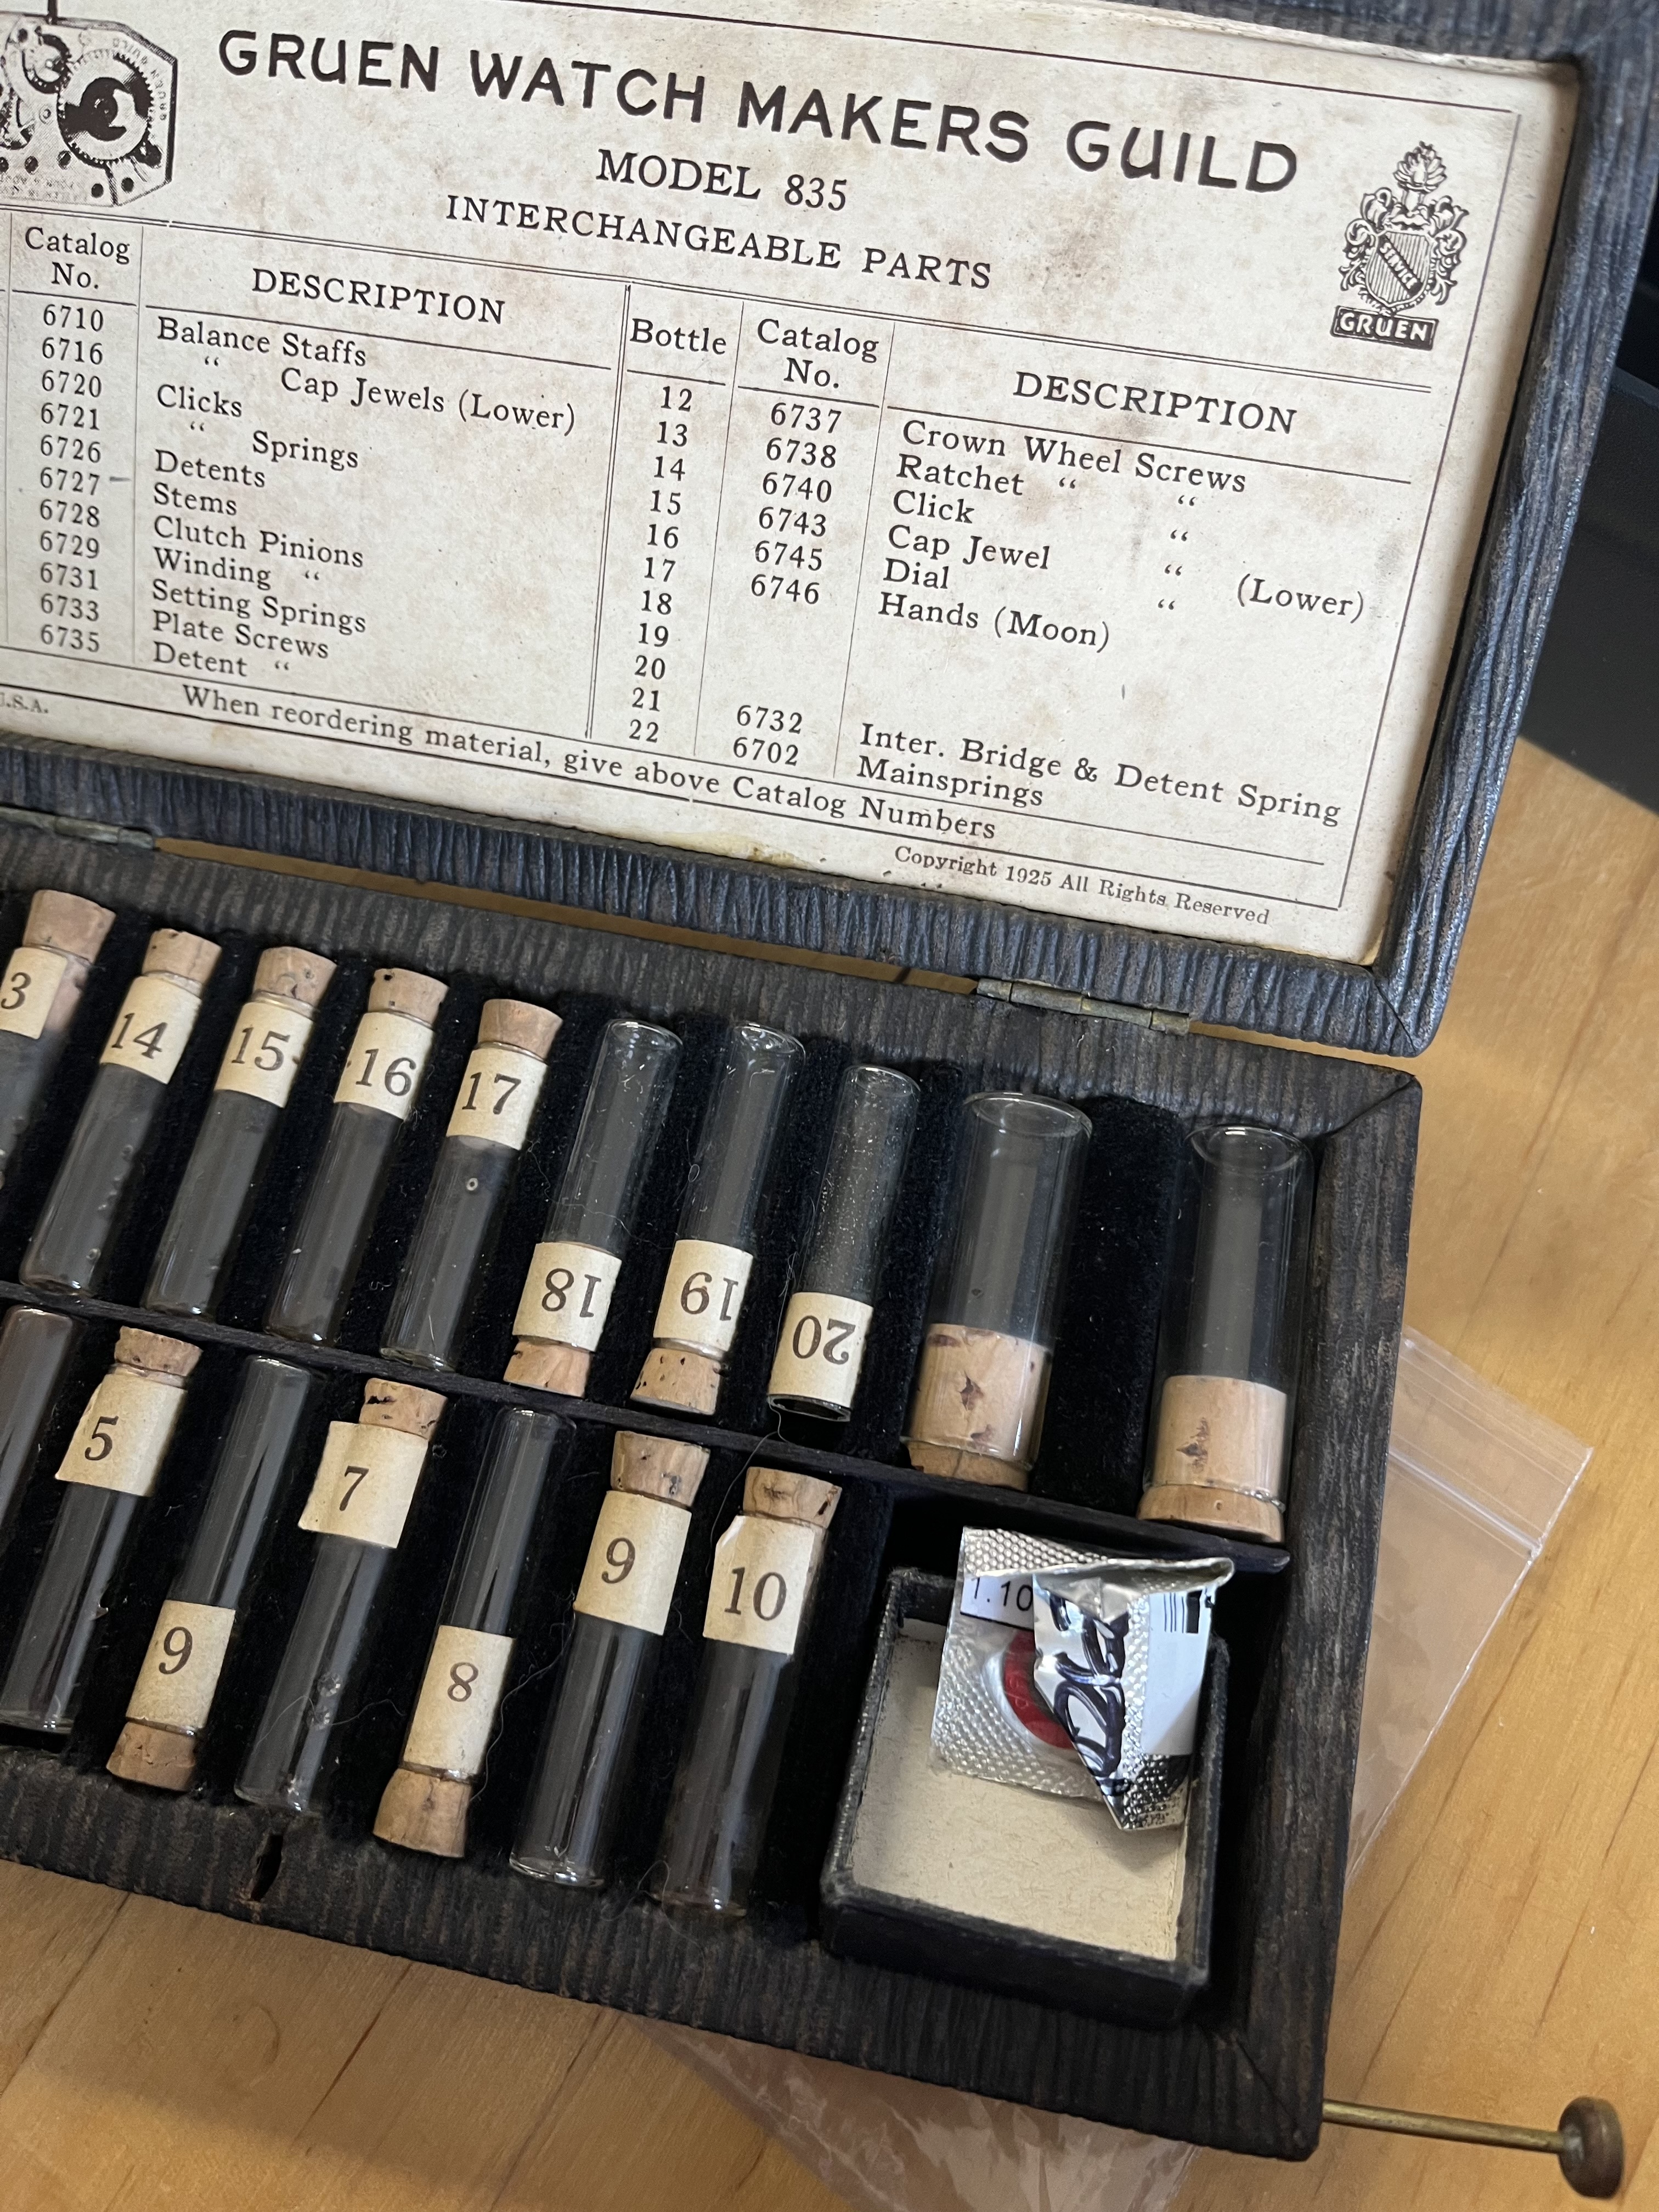 GRUEN WATCH MAKERS GUILD
MODEL 835
INTERCHANGEABLE PARTS
SERVICE
GRUEN
Catalog No. DESCRIPTION
6710 Balance Staffs
6716 “ Cap Jewels (Lower)
6720 Clicks
6721 “ Springs
6726 Detents
6727 Stems
6728 Clutch Pinions
6729 Winding “
6731 Setting Springs
6733 Plate Screws
6735 Detent “
Bottle Catalog No. DESCRIPTION
12 6737 Crown Wheel Screws
13 6738 Ratchet “ “
14 6740 Click “
15 6743 Cap Jewel “ (Lower)
16 6745 Dial “
17 6746 Hands (Moon)
18
19
20
21 6732 Inter. Bridge & Detent Spring
22 6702 Mainsprings
U.S.A.
When reordering material, give above Catalog Numbers
Copyright 1925 All Rights Reserved
3
14
15
16
17
18
19
20
5
9
7
8
9
10
1.10